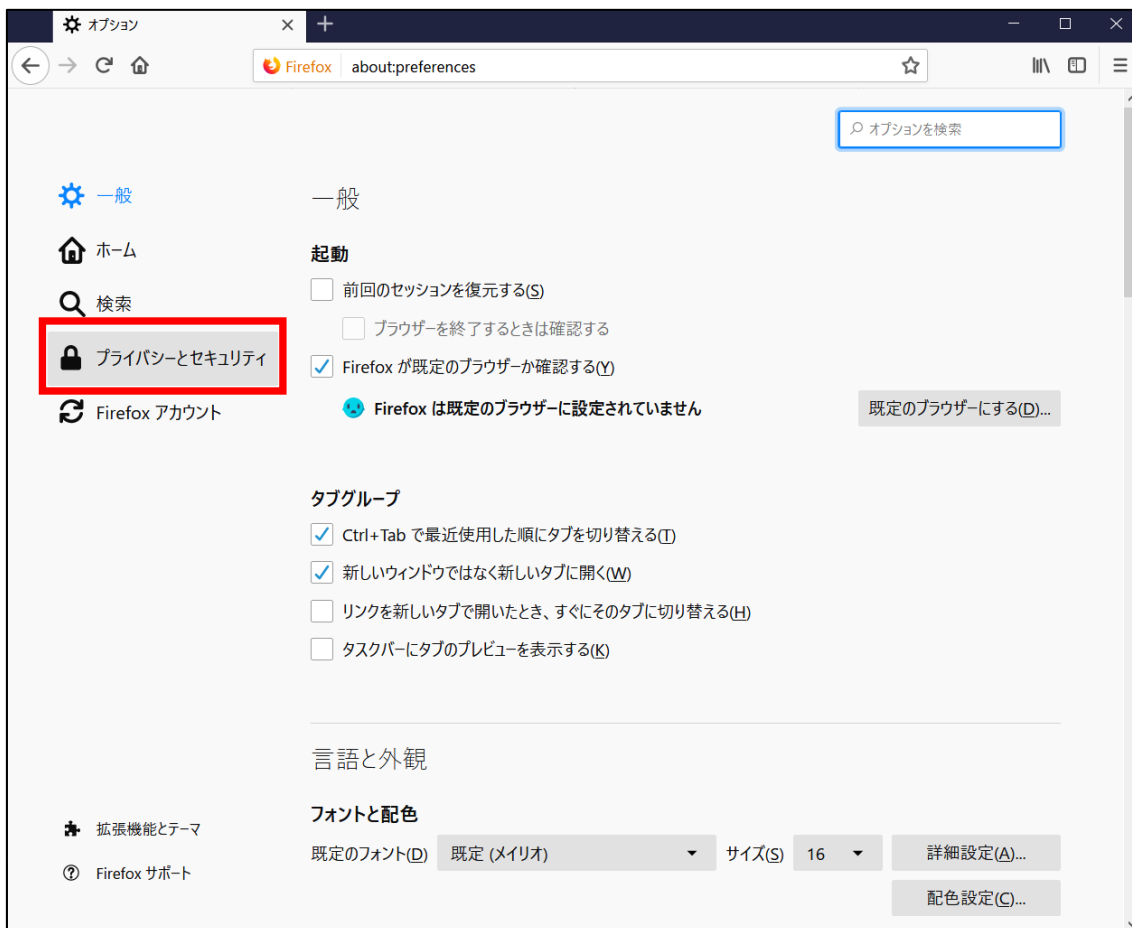 オプション
Firefox about:preferences
オプションを検索
一般
ホーム
検索
プライバシーとセキュリティ
Firefox アカウント
拡張機能とテーマ
Firefox サポート
一般
起動
前回のセッションを復元する(S)
ブラウザーを終了するときは確認する
Firefox が既定のブラウザーか確認する(Y)
Firefox は既定のブラウザーに設定されていません
既定のブラウザーにする(D)...
タブグループ
Ctrl+Tab で最近使用した順にタブを切り替える(T)
新しいウィンドウではなく新しいタブに開く(W)
リンクを新しいタブで開いたとき、すぐにそのタブに切り替える(H)
タスクバーにタブのプレビューを表示する(K)
言語と外観
フォントと配色
既定のフォント(D) 既定 (メイリオ) サイズ(S) 16 詳細設定(A)...
配色設定(C)...